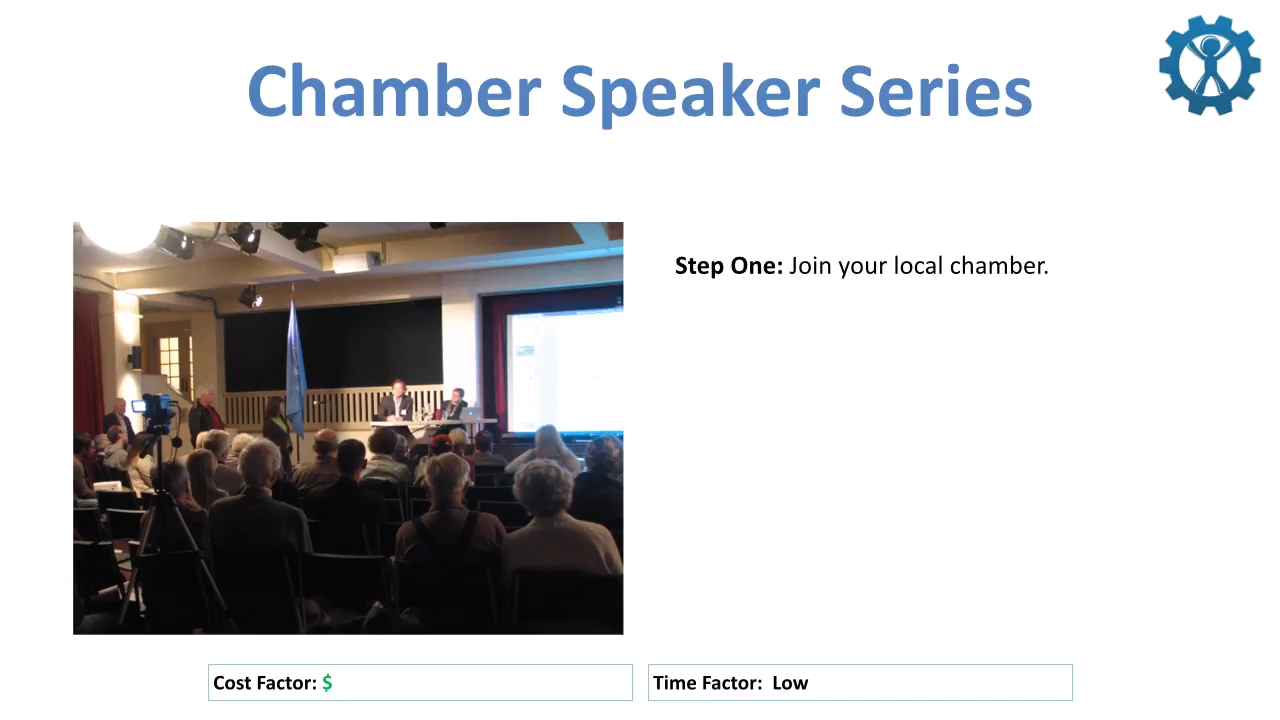 Chamber Speaker Series
Step One: Join your local chamber.
Cost Factor: $
Time Factor:  Low